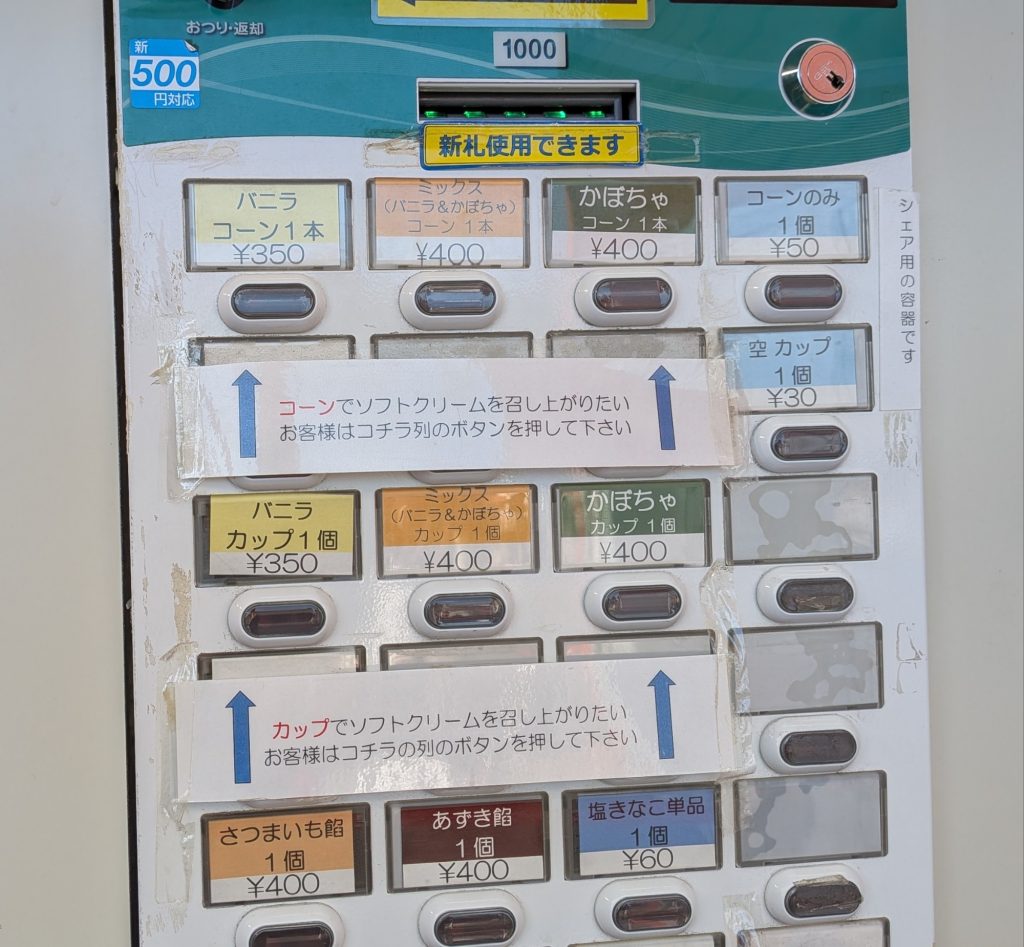 おつり・返却
新
500
円対応
1000
新札使用できます
バニラ
コーン1本
¥350
ミックス
(バニラ&かぼちゃ)
コーン 1本
¥400
かぼちゃ
コーン 1本
¥400
コーンのみ
1個
¥50
シェア用の容器です
空 カップ
1個
¥30
コーンでソフトクリームを召し上がりたい
お客様はコチラ列のボタンを押して下さい
バニラ
カップ1個
¥350
ミックス
(バニラ&かぼちゃ)
カップ 1個
¥400
かぼちゃ
カップ 1個
¥400
カップでソフトクリームを召し上がりたい
お客様はコチラの列のボタンを押して下さい
さつまいも餡
1個
¥400
あずき餡
1個
¥400
塩きなこ単品
1個
¥60